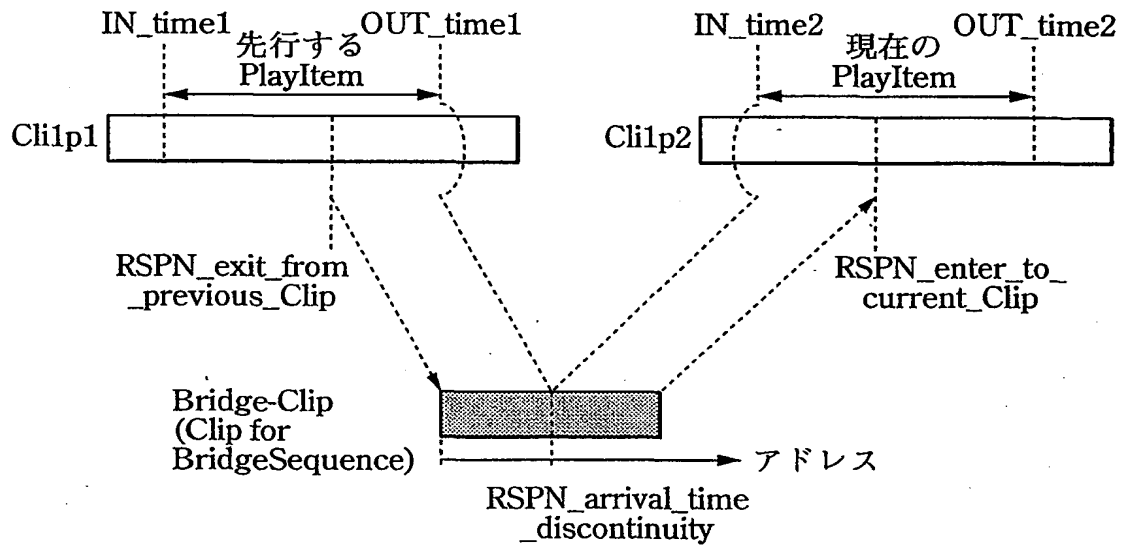 IN_time1
OUT_time1
先行する
PlayItem
IN_time2
OUT_time2
現在の
PlayItem
Cli1p1
Cli1p2
RSPN_exit_from
_previous_Clip
RSPN_enter_to_
current_Clip
Bridge-Clip
(Clip for
BridgeSequence)
アドレス
RSPN_arrival_time
_discontinuity